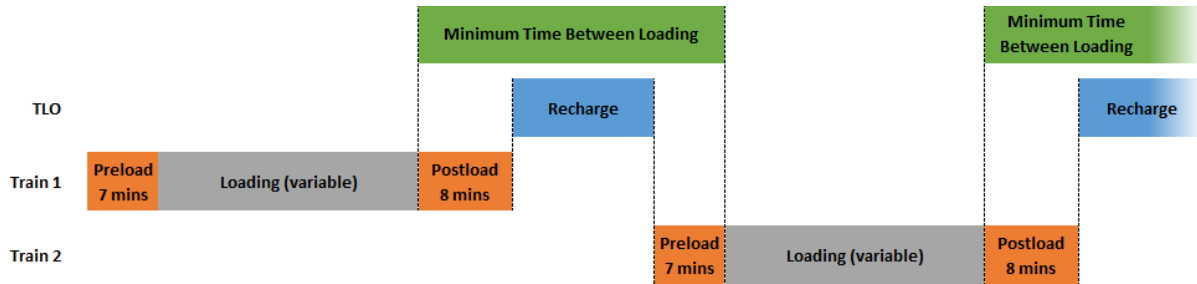 Minimum Time Between Loading
Minimum Time
Between Loading
TLO
Recharge
Recharge
Train 1
Preload
7 mins
Loading (variable)
Postload
8 mins
Train 2
Preload
7 mins
Loading (variable)
Postload
8 mins